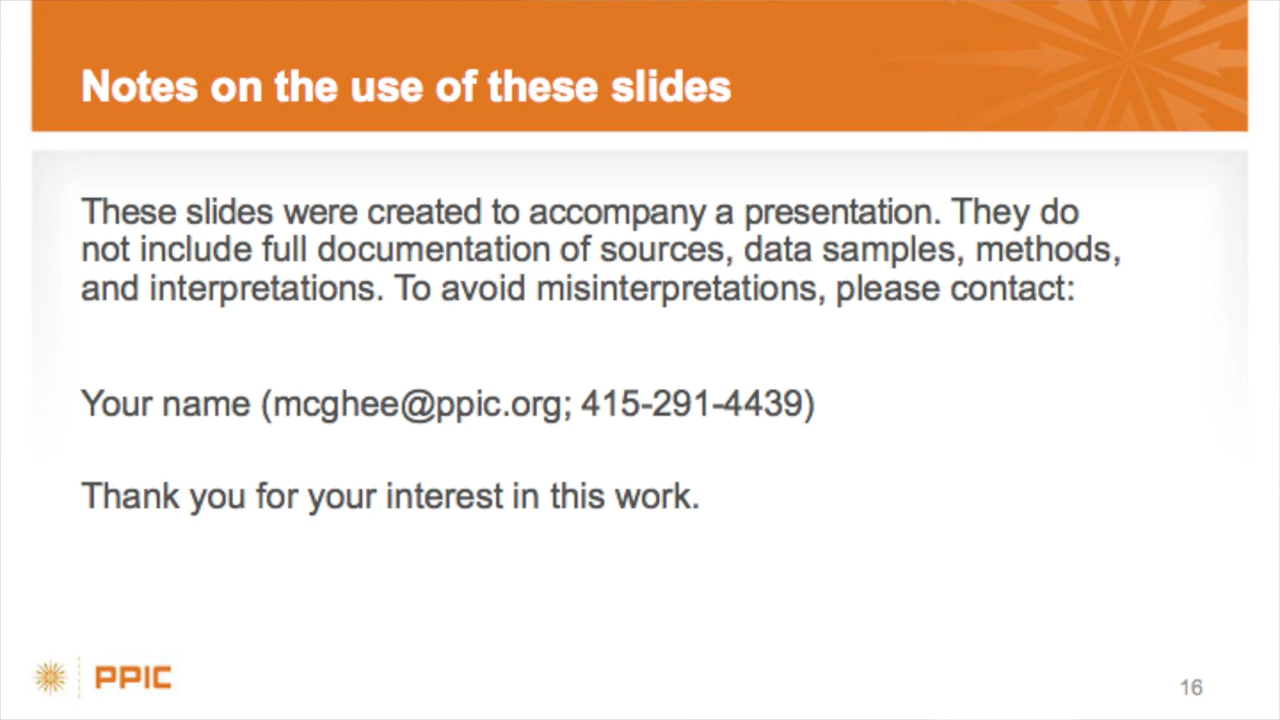 Notes on the use of these slides
These slides were created to accompany a presentation. They do
not include full documentation of sources, data samples, methods,
and interpretations. To avoid misinterpretations, please contact:
Your name (mcghee@ppic.org; 415-291-4439)
Thank you for your interest in this work.
PPIC
16